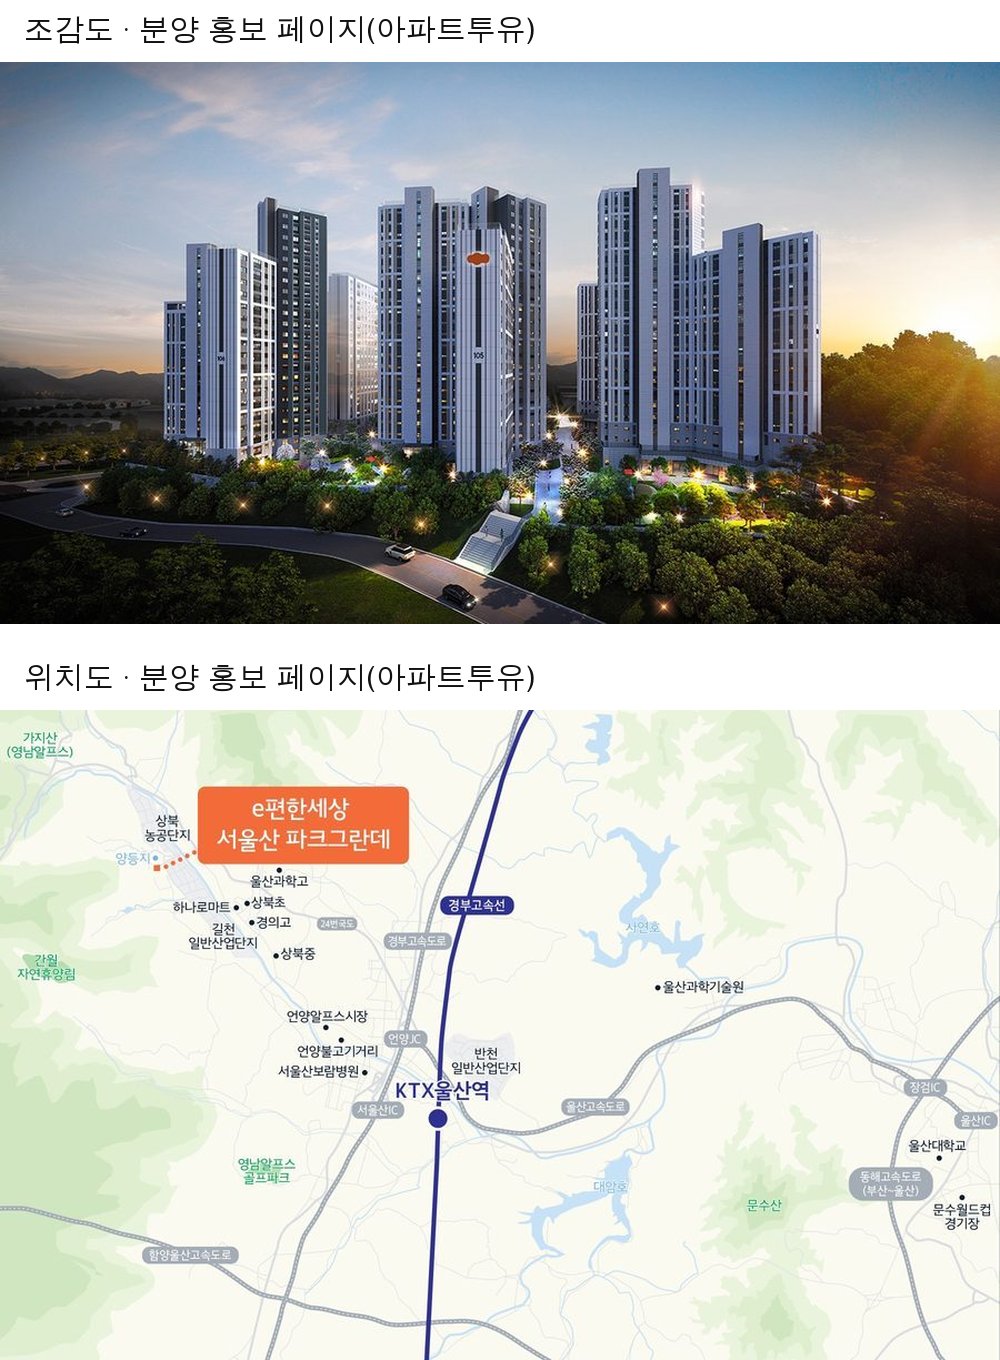 조감도 · 분양 홍보 페이지(아파트투유)
106
105
위치도 · 분양 홍보 페이지(아파트투유)
가지산
(영남알프스)
e편한세상
서울산 파크그란데
상북
농공단지
양등지
울산과학고
하나로마트
상북초
경의고
길천
일반산업단지
상북중
24번국도
경부고속선
경부고속도로
사연호
간월
자연휴양림
울산과학기술원
언양알프스시장
언양불고기거리
서울산보람병원
언양JC
반천
일반산업단지
KTX울산역
서울산IC
울산고속도로
장검IC
울산IC
울산대학교
영남알프스
골프파크
대암호
문수산
동해고속도로
(부산~울산)
문수월드컵
경기장
함양울산고속도로